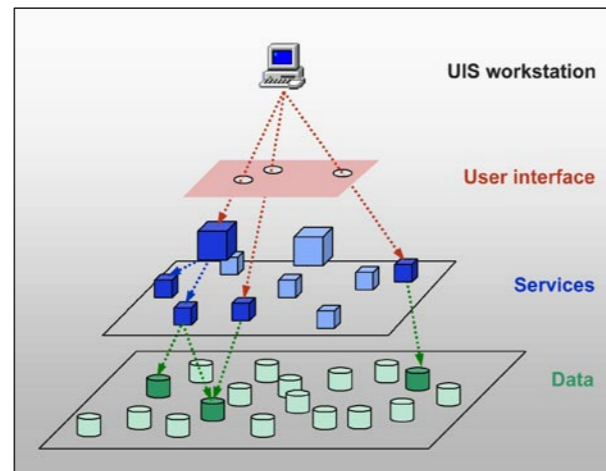 UIS workstation
User interface
Services
Data